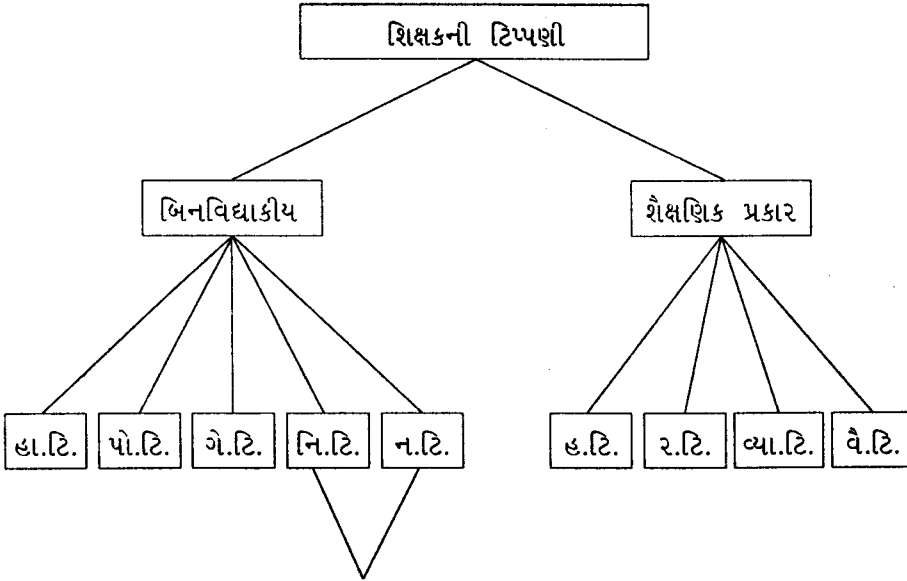 શિક્ષકની ટિપ્પણી
બિનવિદ્યાકીય
શૈક્ષણિક પ્રકાર
હા.ટિ.
પો.ટિ.
ગે.ટિ.
નિ.ટિ.
ન.ટિ.
હ.ટિ.
ર.ટિ.
વ્યા.ટિ.
વૈ.ટિ.